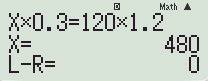 D Math ▲
X×0.3=120×1.2
X= 480
L-R= 0